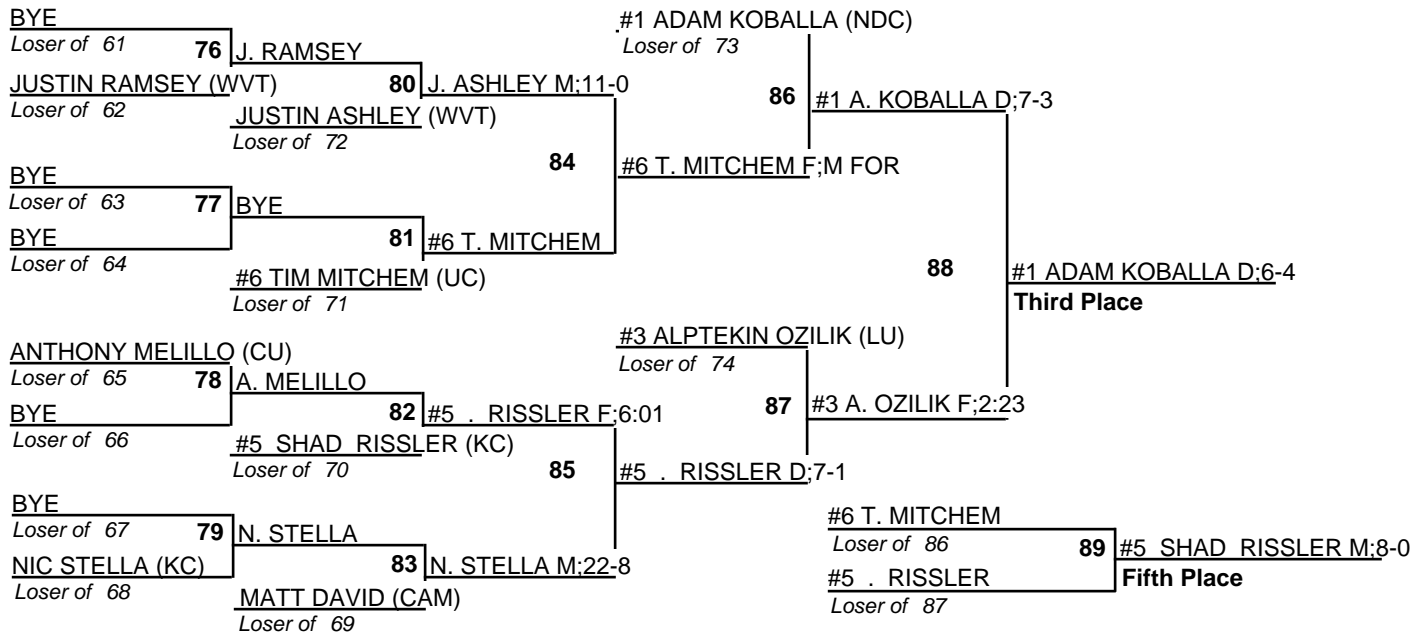 BYE
Loser of 61
76
J. RAMSEY
JUSTIN RAMSEY (WVT)
Loser of 62
80
J. ASHLEY M;11-0
JUSTIN ASHLEY (WVT)
Loser of 72
BYE
Loser of 63
77
BYE
BYE
Loser of 64
81
#6 T. MITCHEM
#6 TIM MITCHEM (UC)
Loser of 71
84
#6 T. MITCHEM F;M FOR
#1 ADAM KOBALLA (NDC)
Loser of 73
86
#1 A. KOBALLA D;7-3
ANTHONY MELILLO (CU)
Loser of 65
78
A. MELILLO
BYE
Loser of 66
82
#5 . RISSLER F;6:01
#5 SHAD RISSLER (KC)
Loser of 70
BYE
Loser of 67
79
N. STELLA
NIC STELLA (KC)
Loser of 68
83
N. STELLA M;22-8
MATT DAVID (CAM)
Loser of 69
85
#5 . RISSLER D;7-1
#3 ALPTEKIN OZILIK (LU)
Loser of 74
87
#3 A. OZILIK F;2:23
88
#1 ADAM KOBALLA D;6-4
Third Place
#6 T. MITCHEM
Loser of 86
89
#5 SHAD RISSLER M;8-0
#5 . RISSLER
Fifth Place
Loser of 87